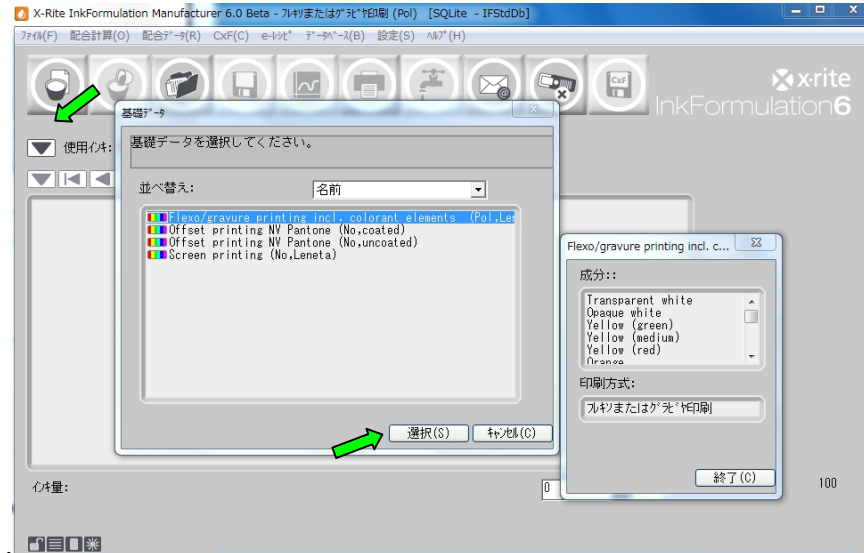 X-Rite InkFormulation Manufacturer 6.0 Beta - ﾌﾚｷｿまたはｸﾞﾗﾋﾞﾔ印刷 (Pol) [SQLite - IFStdDb]
ﾌｧｲﾙ(F) 配合計算(O) 配合ﾃﾞｰﾀ(R) CxF(C) e-ﾚｼﾋﾟ ﾃﾞｰﾀﾍﾞｰｽ(B) 設定(S) ﾍﾙﾌﾟ(H)
CxF
x-rite
InkFormulation6
基礎ﾃﾞｰﾀ
基礎データを選択してください。
使用ｲﾝｷ:
並べ替え:
名前
Flexo/gravure printing incl. colorant elements (Pol,Len
Offset printing NV Pantone (No,coated)
Offset printing NV Pantone (No,uncoated)
Screen printing (No,Leneta)
選択(S)
ｷｬﾝｾﾙ(C)
Flexo/gravure printing incl. c...
成分::
Transparent white
Opaque white
Yellow (green)
Yellow (medium)
Yellow (red)
Orange
印刷方式:
ﾌﾚｷｿまたはｸﾞﾗﾋﾞﾔ印刷
終了(C)
ｲﾝｷ量:
0
100